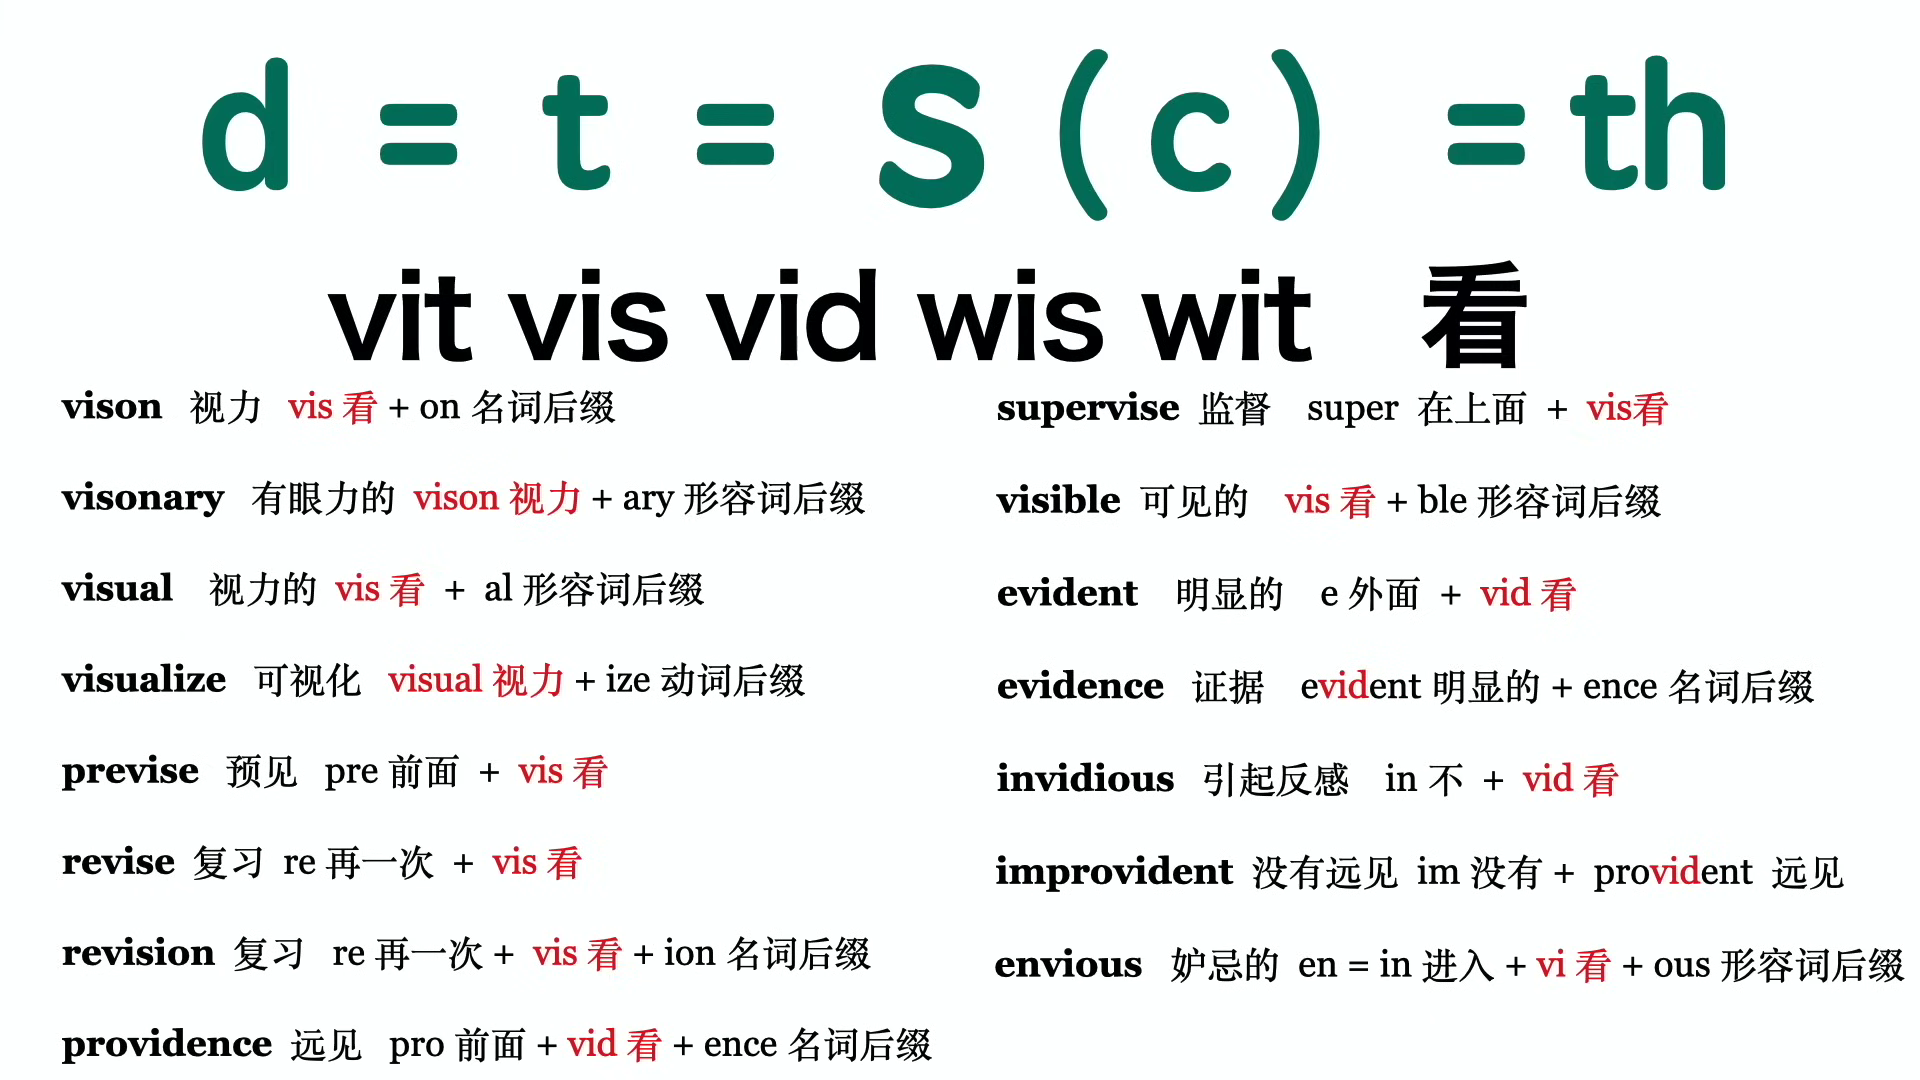 d = t = S (c) = th
vit vis vid wis wit 看
vison 视力 vis 看 + on 名词后缀
visonary 有眼力的 vison 视力 + ary 形容词后缀
visual 视力的 vis 看 + al 形容词后缀
visualize 可视化 visual 视力 + ize 动词后缀
previse 预见 pre 前面 + vis 看
revise 复习 re 再一次 + vis 看
revision 复习 re 再一次 + vis 看 + ion 名词后缀
providence 远见 pro 前面 + vid 看 + ence 名词后缀
supervise 监督 super 在上面 + vis看
visible 可见的 vis 看 + ble 形容词后缀
evident 明显的 e 外面 + vid 看
evidence 证据 evident 明显的 + ence 名词后缀
invidious 引起反感 in 不 + vid 看
improvident 没有远见 im 没有 + provident 远见
envious 妒忌的 en = in 进入 + vi 看 + ous 形容词后缀